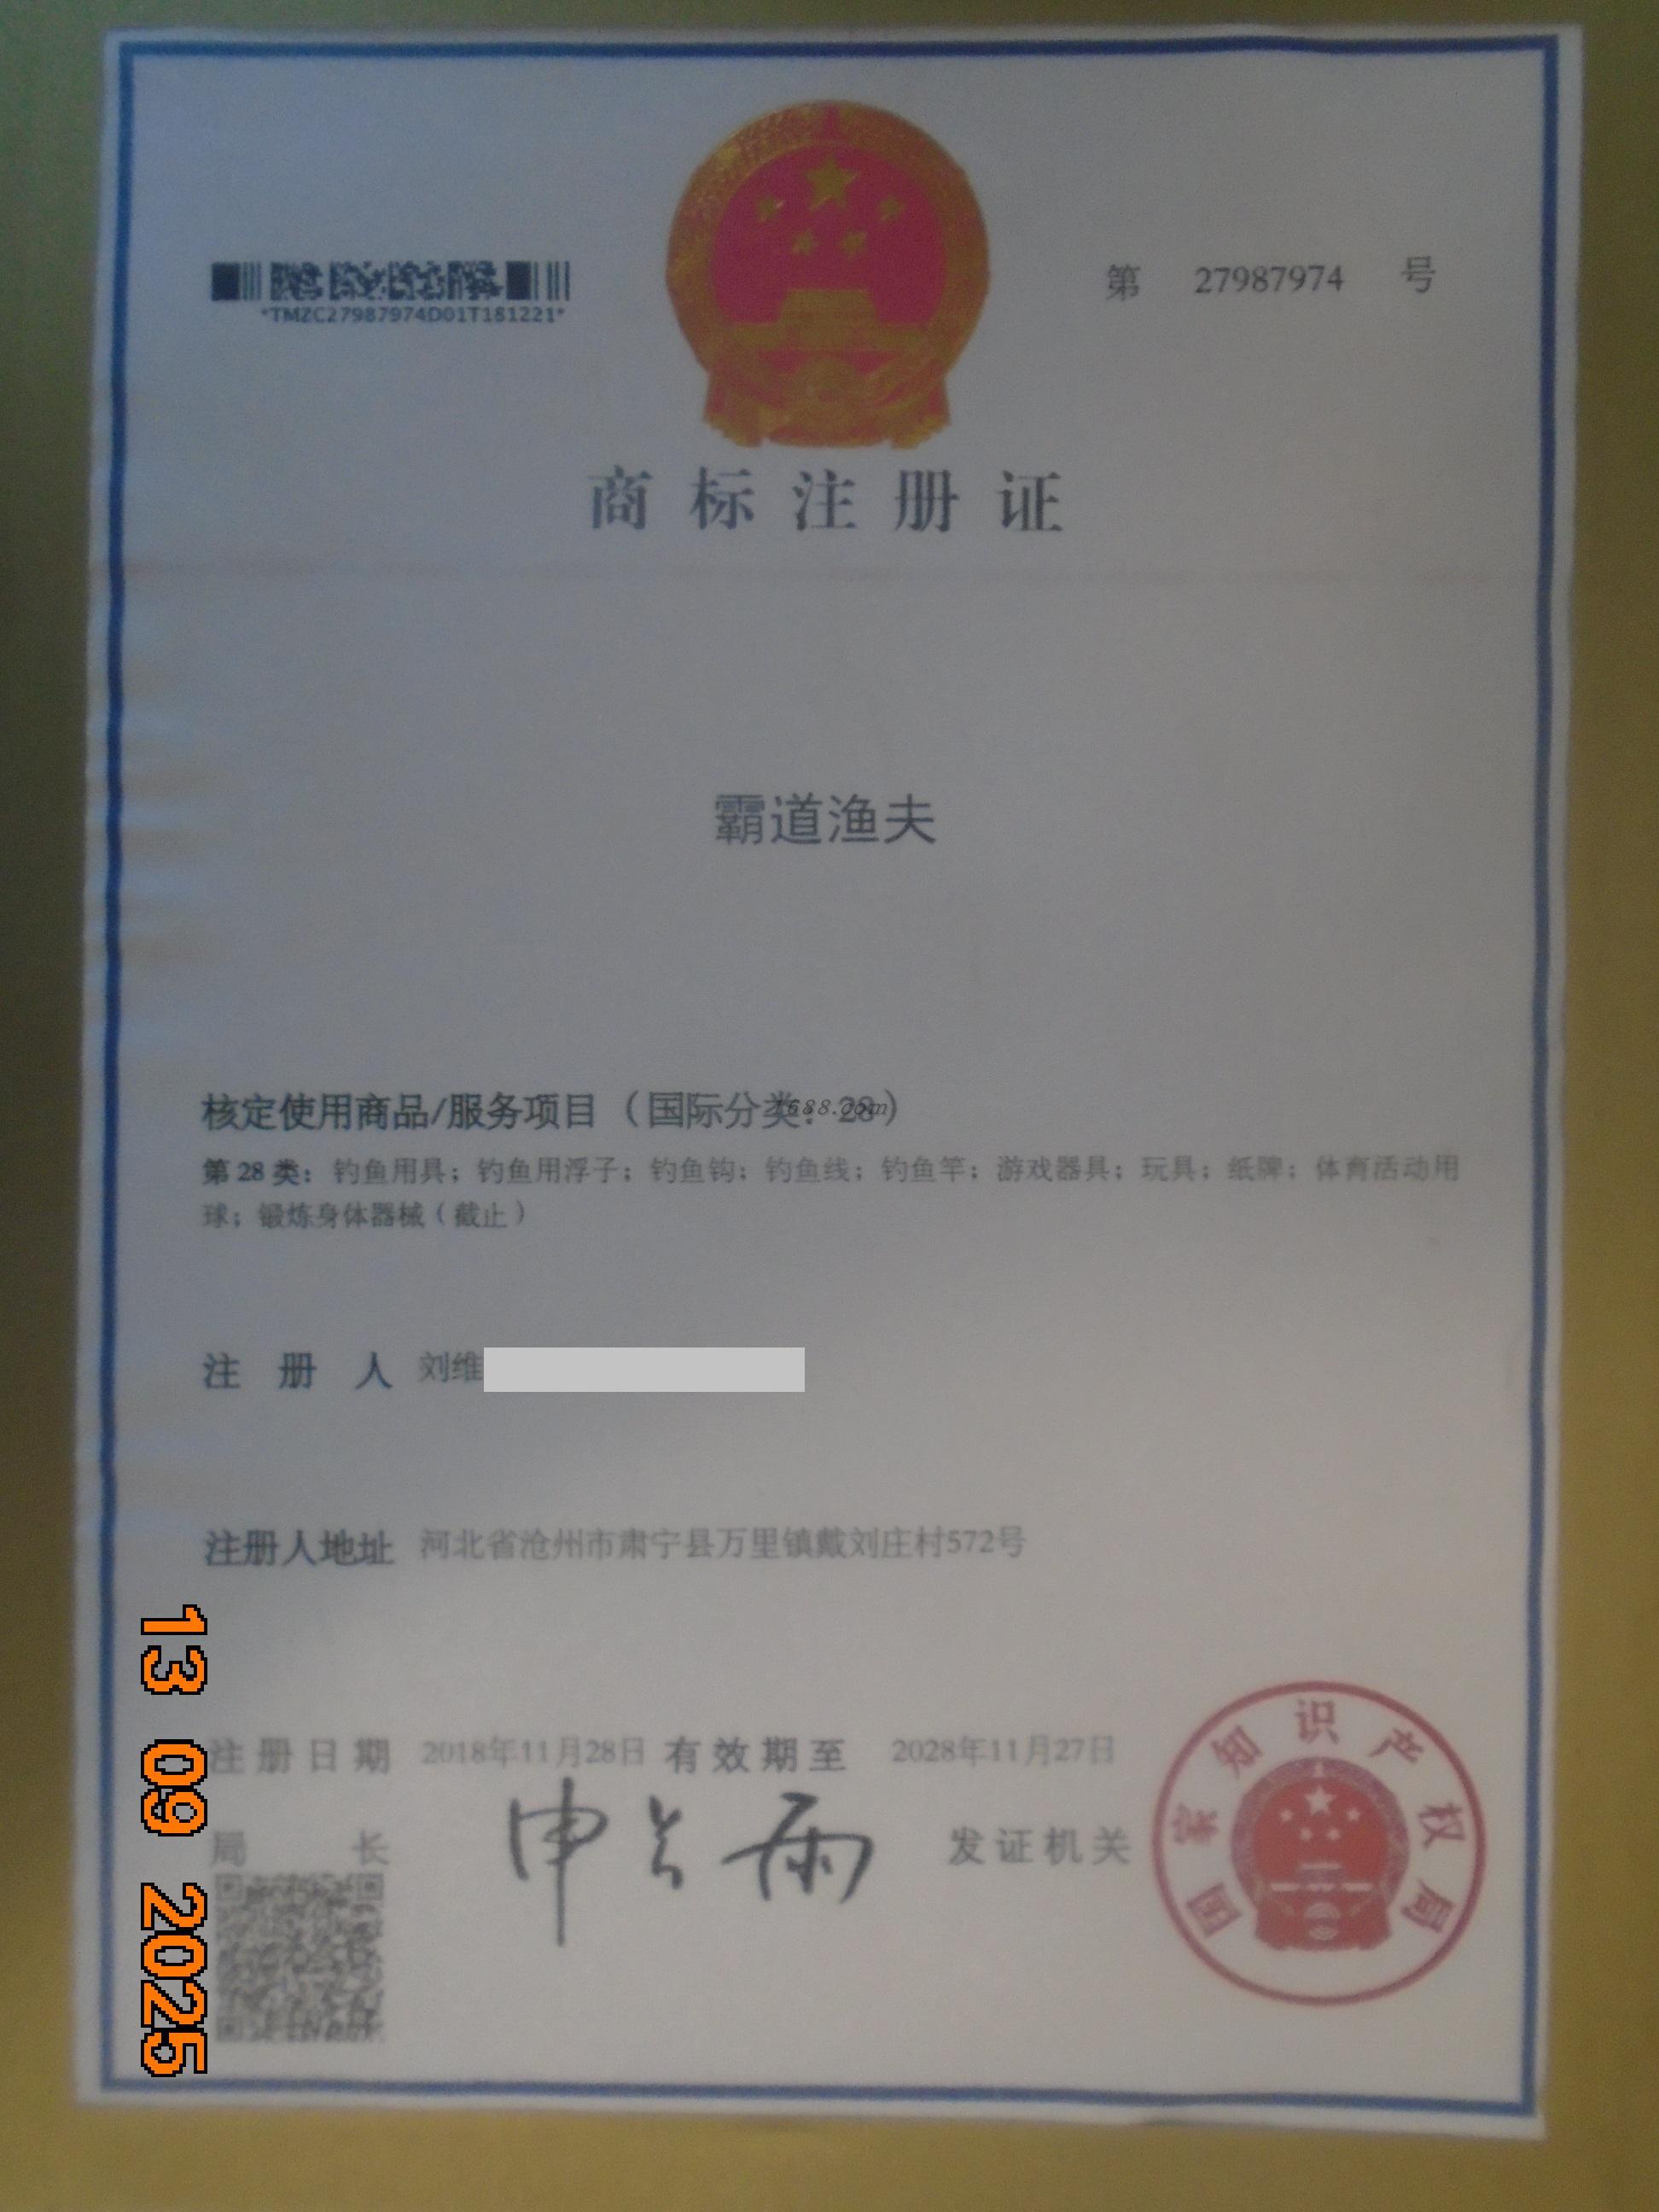 *TMZC27987974D01T181221*
第 27987974 号
商标注册证
霸道渔夫
核定使用商品/服务项目（国际分类：28）
1688.com
第 28 类：钓鱼用具；钓鱼用浮子；钓鱼钩；钓鱼线；钓鱼竿；游戏器具；玩具；纸牌；体育活动用
球；锻炼身体器械（截止）
注册人 刘维
注册人地址 河北省沧州市肃宁县万里镇戴刘庄村572号
注册日期 2018年11月28日 有效期至 2028年11月27日
局长 申长雨 发证机关
国家知识产权局
13 09 2025